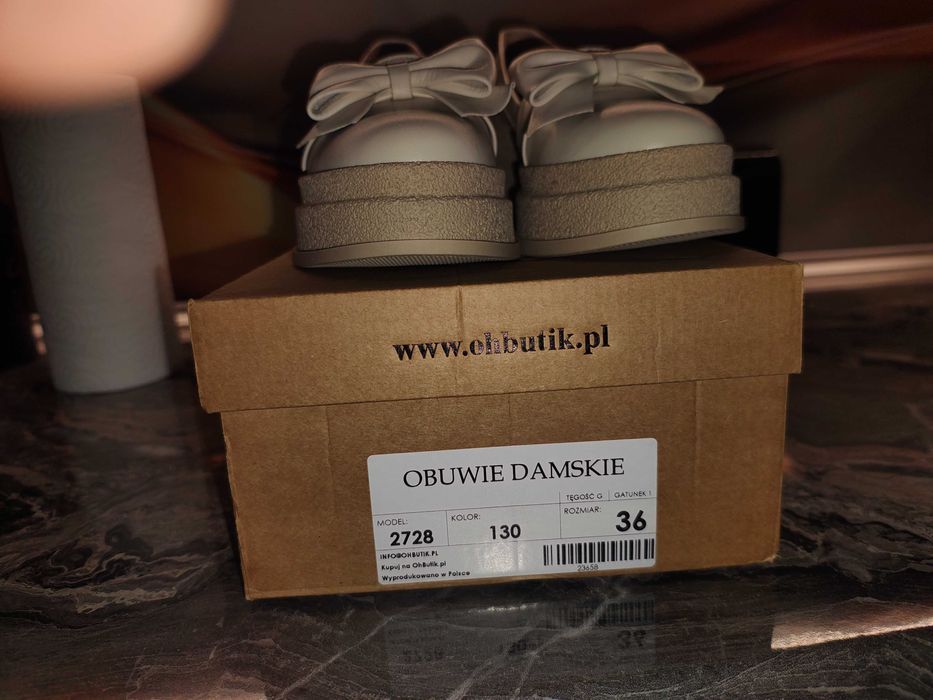 www.ohbutik.pl
OBUWIE DAMSKIE
TĘGOŚĆ G GATUNEK 1
MODEL: 2728 KOLOR: 130 ROZMIAR: 36
INFO@OHBUTIK.PL
Kupuj na OhButik.pl
Wyprodukowano w Polsce
23658